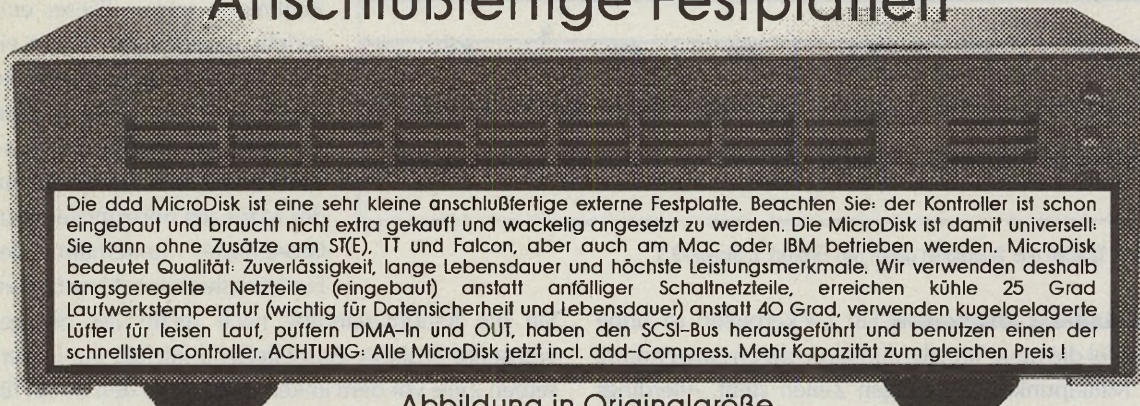 Anschlußfertige Festplatten
Die ddd MicroDisk ist eine sehr kleine anschlußfertige externe Festplatte. Beachten Sie: der Kontroller ist schon
eingebaut und braucht nicht extra gekauft und wackelig angesetzt zu werden. Die MicroDisk ist damit universell:
Sie kann ohne Zusätze am ST(E), TT und Falcon, aber auch am Mac oder IBM betrieben werden. MicroDisk
bedeutet Qualität: Zuverlässigkeit, lange Lebensdauer und höchste Leistungsmerkmale. Wir verwenden deshalb
längsgeregelte Netzteile (eingebaut) anstatt anfälliger Schaltnetzteile, erreichen kühle 25 Grad
Laufwerkstemperatur (wichtig für Datensicherheit und Lebensdauer) anstatt 40 Grad, verwenden kugelgelagerte
Lüfter für leisen Lauf, puffern DMA-In und OUT, haben den SCSI-Bus herausgeführt und benutzen einen der
schnellsten Controller. ACHTUNG: Alle MicroDisk jetzt incl. ddd-Compress. Mehr Kapazität zum gleichen Preis !
Abbildung in Originalgröße